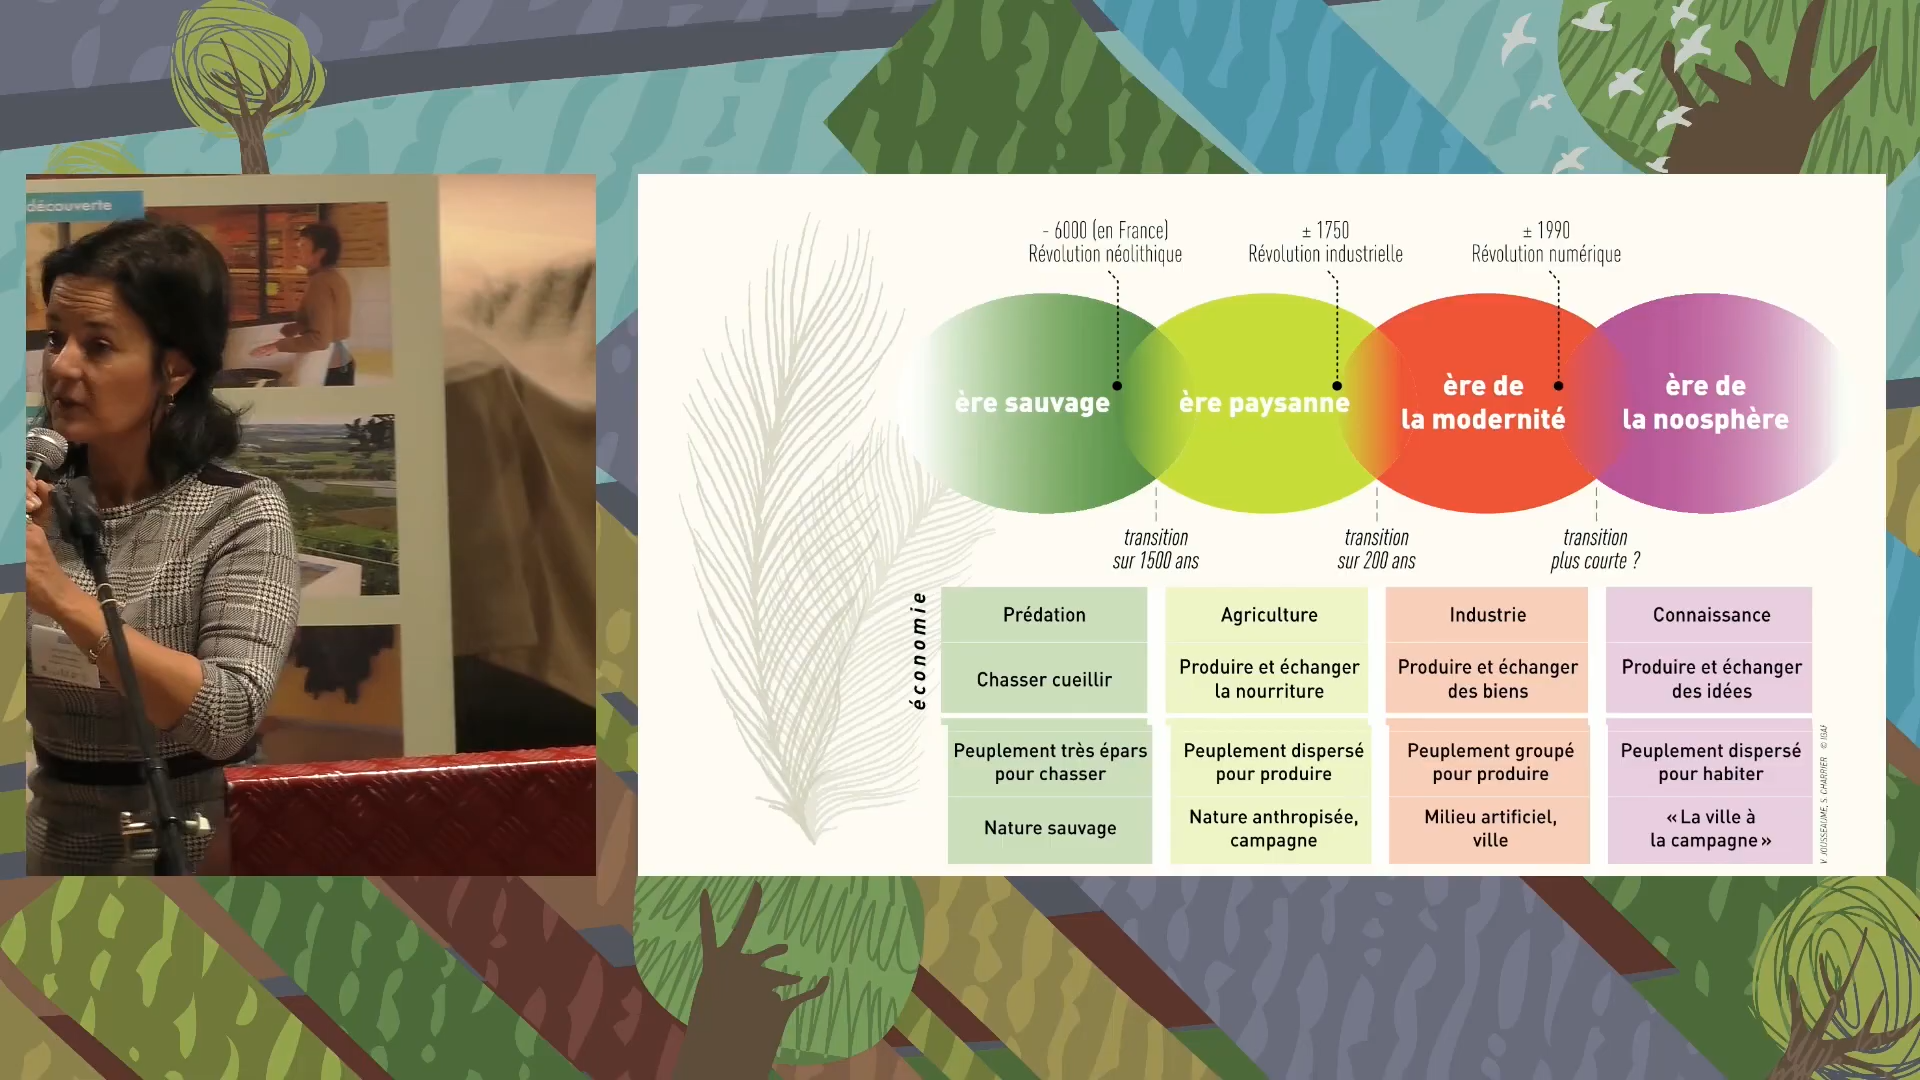 découverte
- 6000 (en France)
Révolution néolithique
± 1750
Révolution industrielle
± 1990
Révolution numérique
ère sauvage
ère paysanne
ère de
la modernité
ère de
la noosphère
transition
sur 1500 ans
transition
sur 200 ans
transition
plus courte ?
économie
Prédation
Agriculture
Industrie
Connaissance
Chasser cueillir
Produire et échanger
la nourriture
Produire et échanger
des biens
Produire et échanger
des idées
Peuplement très épars
pour chasser
Peuplement dispersé
pour produire
Peuplement groupé
pour produire
Peuplement dispersé
pour habiter
Nature sauvage
Nature anthropisée,
campagne
Milieu artificiel,
ville
« La ville à
la campagne »
V. JOUSSEAUME, S. CHARRIER ©